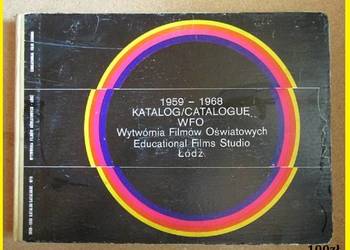 1959 - 1968
KATALOG/CATALOGUE
WFO
Wytwórnia Filmów Oświatowych
Educational Films Studio
Łódź
100zł